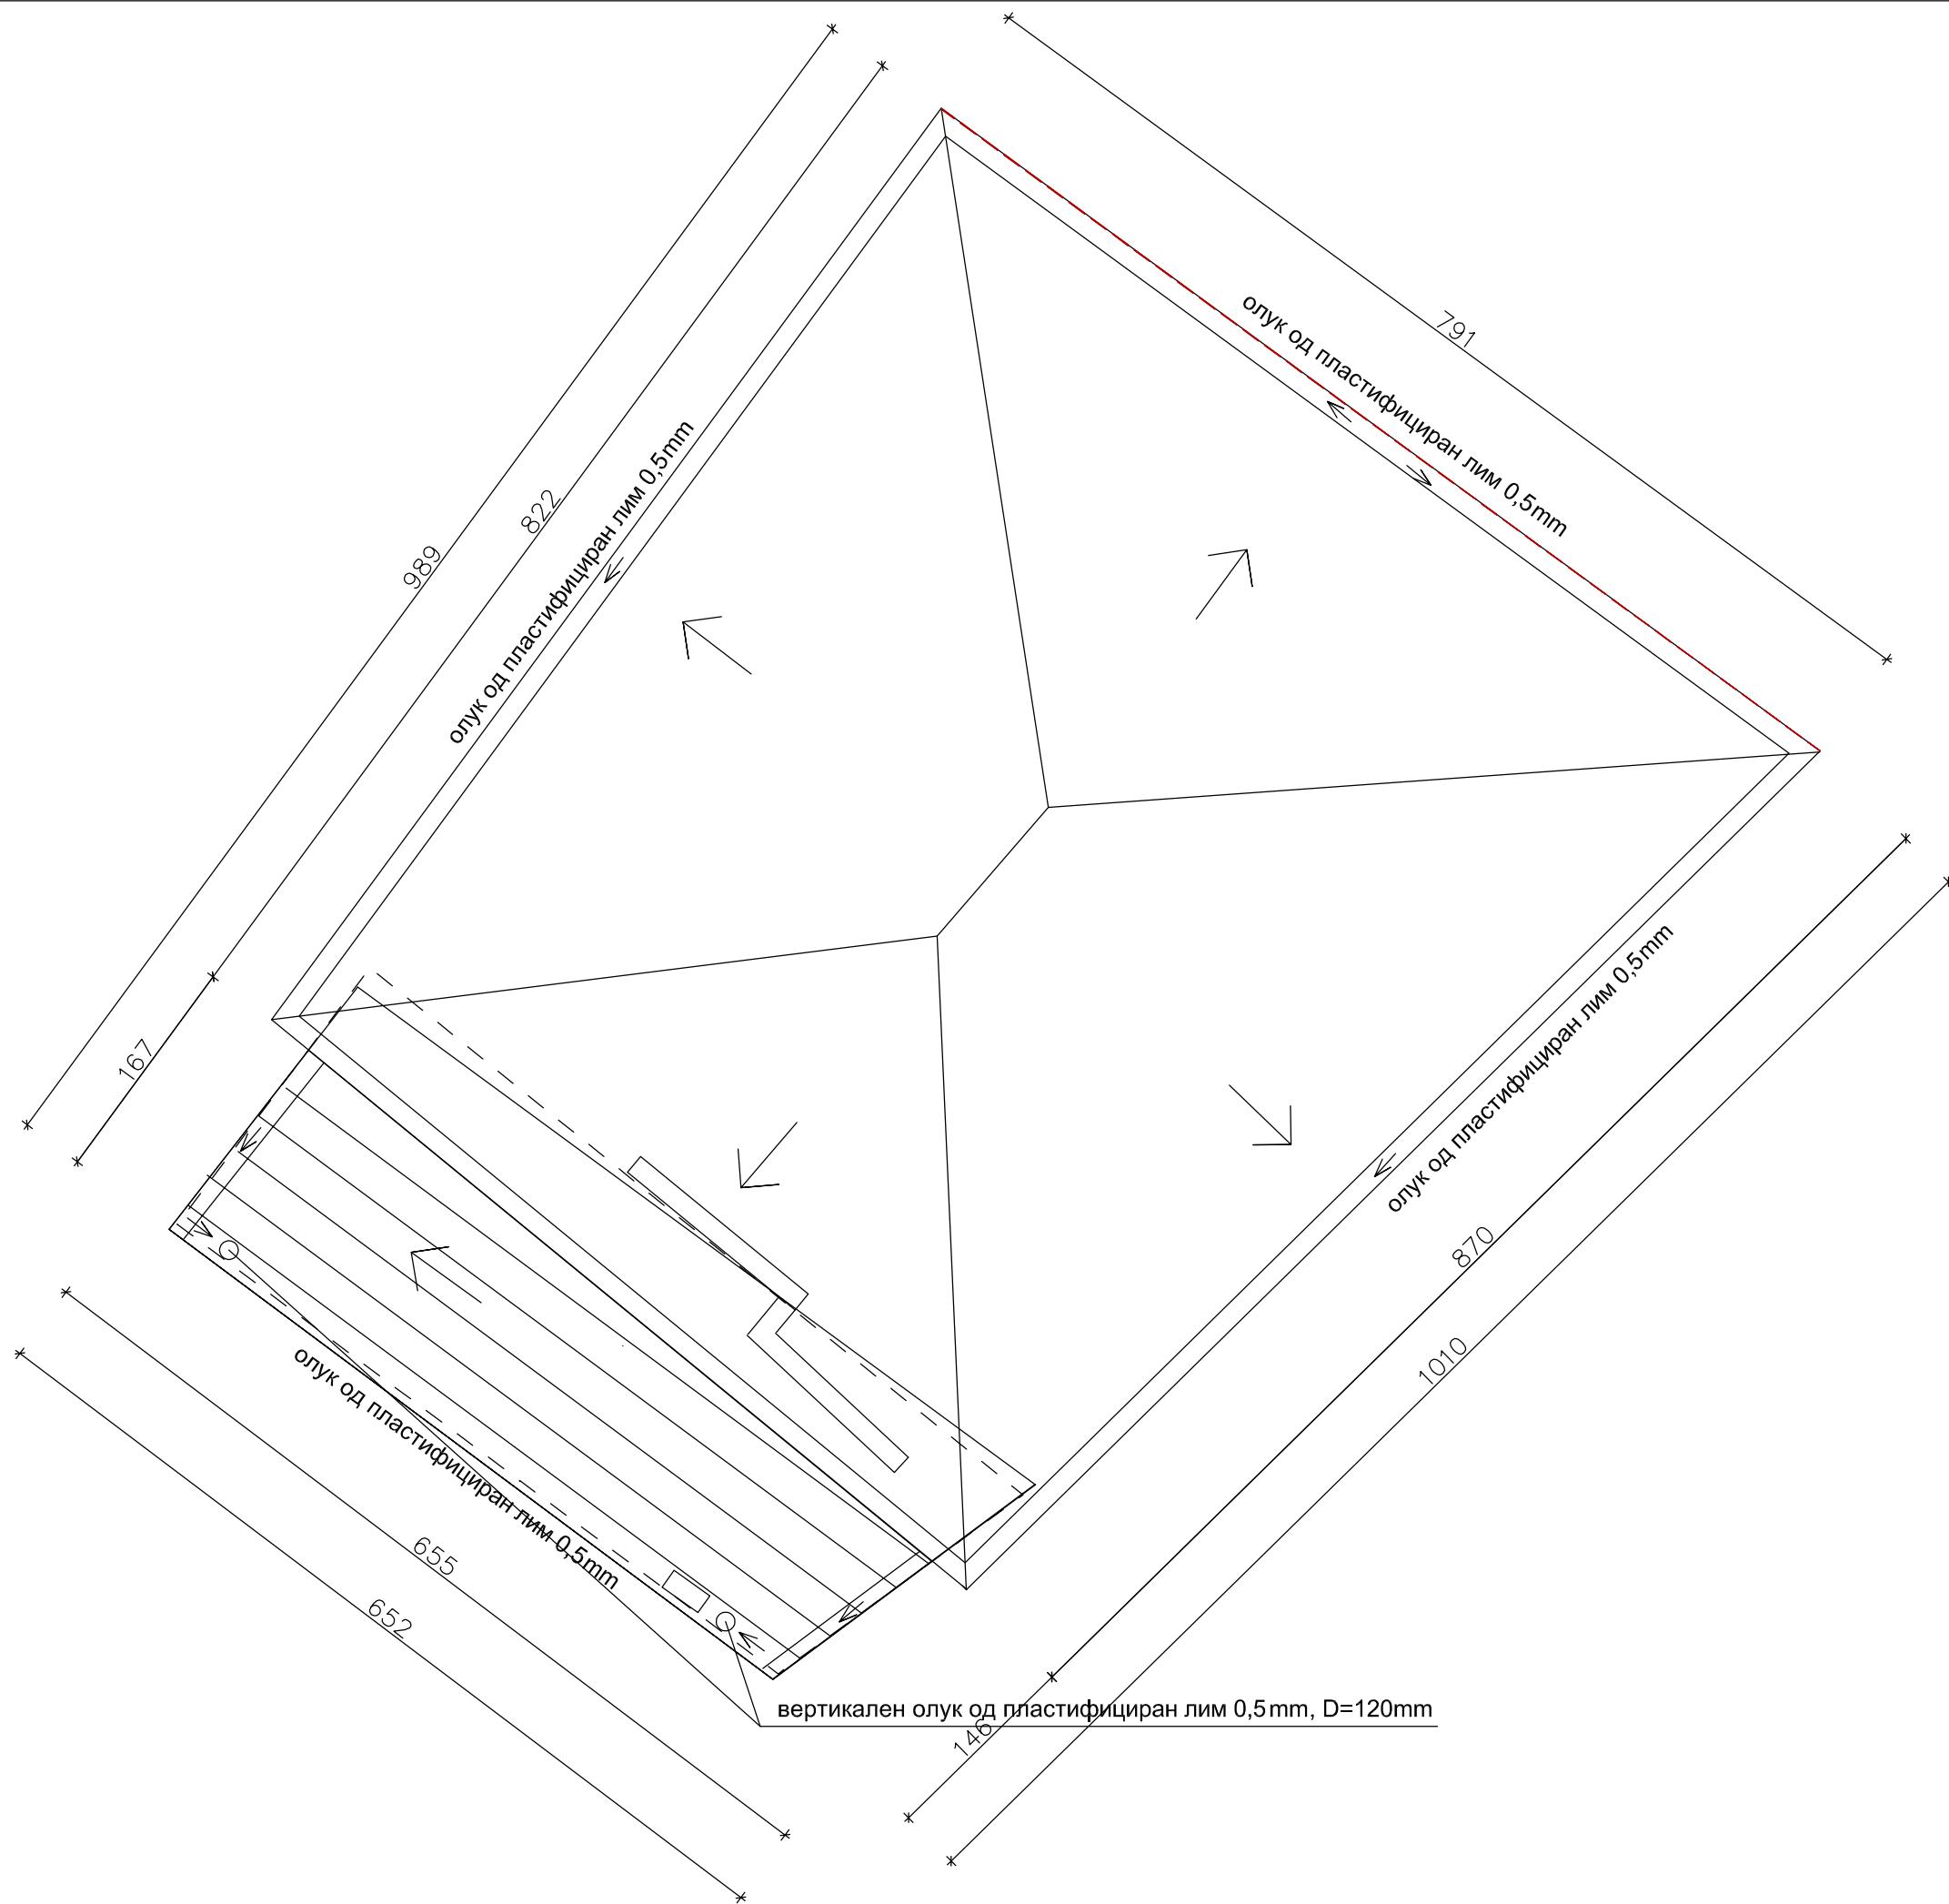 791
олук од пластифициран лим 0,5mm
989
822
олук од пластифициран лим 0,5mm
167
олук од пластифициран лим 0,5mm
870
1010
олук од пластифициран лим 0,5mm
655
652
вертикален олук од пластифициран лим 0,5mm, D=120mm
146